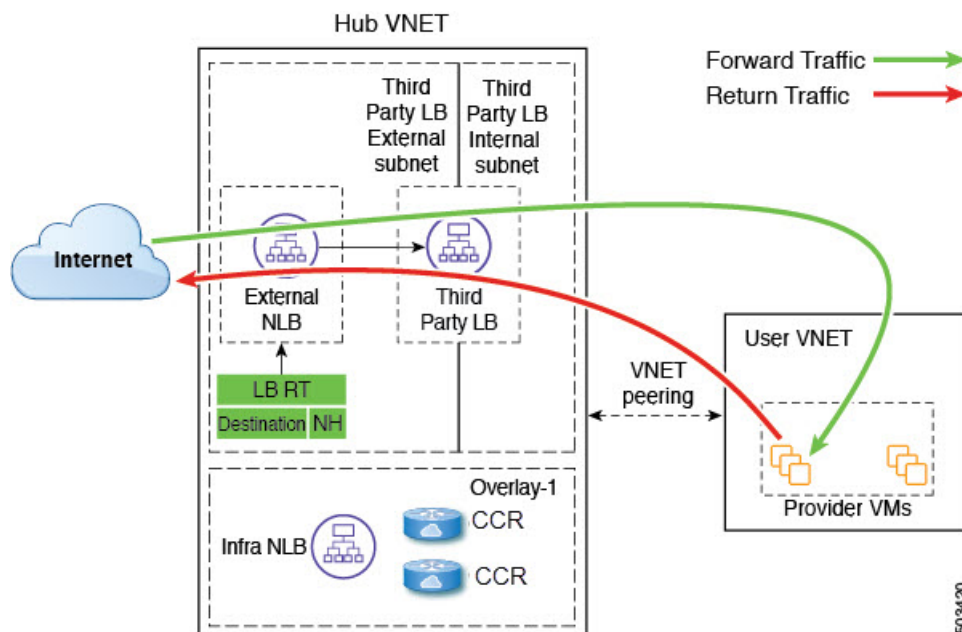 Hub VNET
Forward Traffic
Return Traffic
Third
Party LB
External
subnet
Third
Party LB
Internal
subnet
Internet
External
NLB
Third
Party LB
LB RT
Destination
NH
VNET
peering
User VNET
Provider VMs
Overlay-1
Infra NLB
CCR
CCR
503430